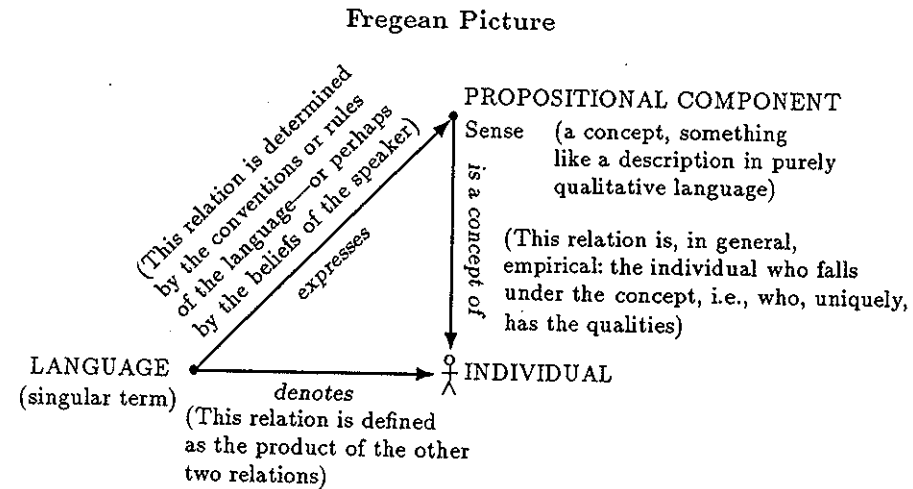 Fregean Picture
(This relation is determined
by the conventions or rules
of the language—or perhaps
by the beliefs of the speaker)
expresses
PROPOSITIONAL COMPONENT
Sense (a concept, something
like a description in purely
qualitative language)
is a concept of
(This relation is, in general,
empirical: the individual who falls
under the concept, i.e., who, uniquely,
has the qualities)
LANGUAGE
(singular term)
denotes
INDIVIDUAL
(This relation is defined
as the product of the other
two relations)